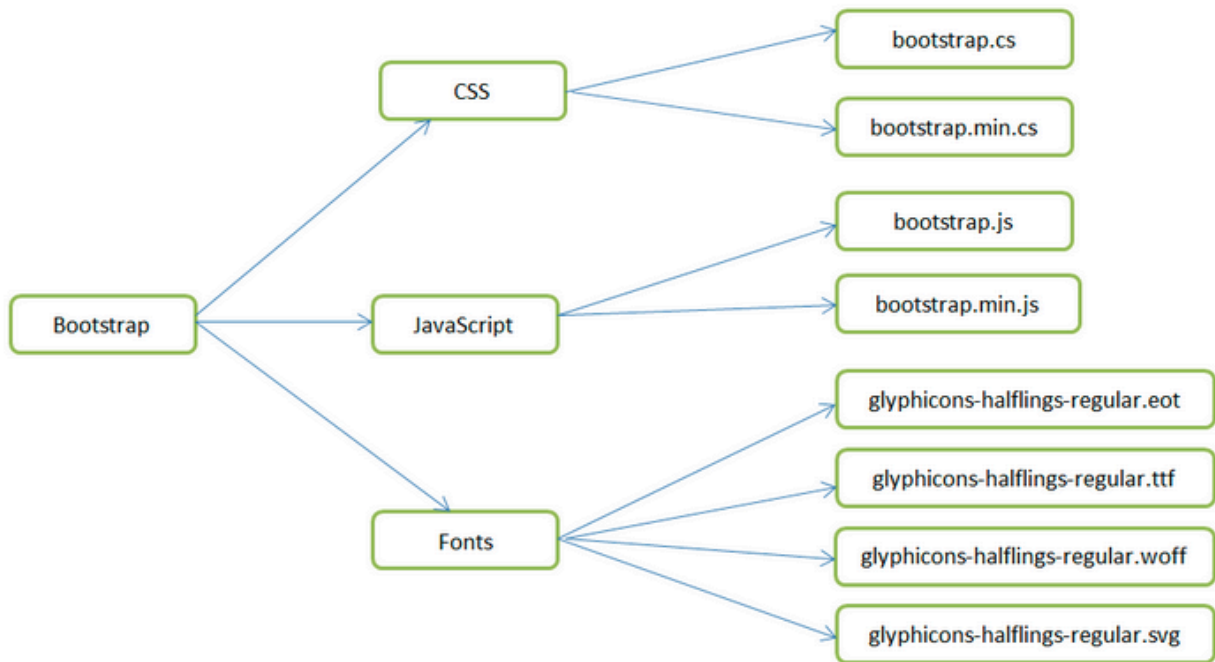 Bootstrap
CSS
bootstrap.cs
bootstrap.min.cs
JavaScript
bootstrap.js
bootstrap.min.js
Fonts
glyphicons-halflings-regular.eot
glyphicons-halflings-regular.ttf
glyphicons-halflings-regular.woff
glyphicons-halflings-regular.svg